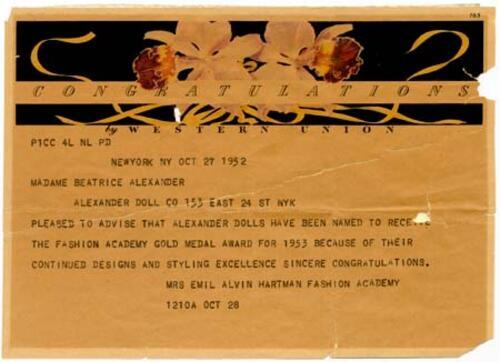 783
CONGRATULATIONS
by WESTERN UNION
P1CC 4L NL PD
NEWYORK NY OCT 27 1952
MADAME BEATRICE ALEXANDER
ALEXANDER DOLL CO 153 EAST 24 ST NYK
PLEASED TO ADVISE THAT ALEXANDER DOLLS HAVE BEEN NAMED TO RECEIVE
THE FASHION ACADEMY GOLD MEDAL AWARD FOR 1953 BECAUSE OF THEIR
CONTINUED DESIGNS AND STYLING EXCELLENCE SINCERE CONGRATULATIONS.
MRS EMIL ALVIN HARTMAN FASHION ACADEMY
1210A OCT 28